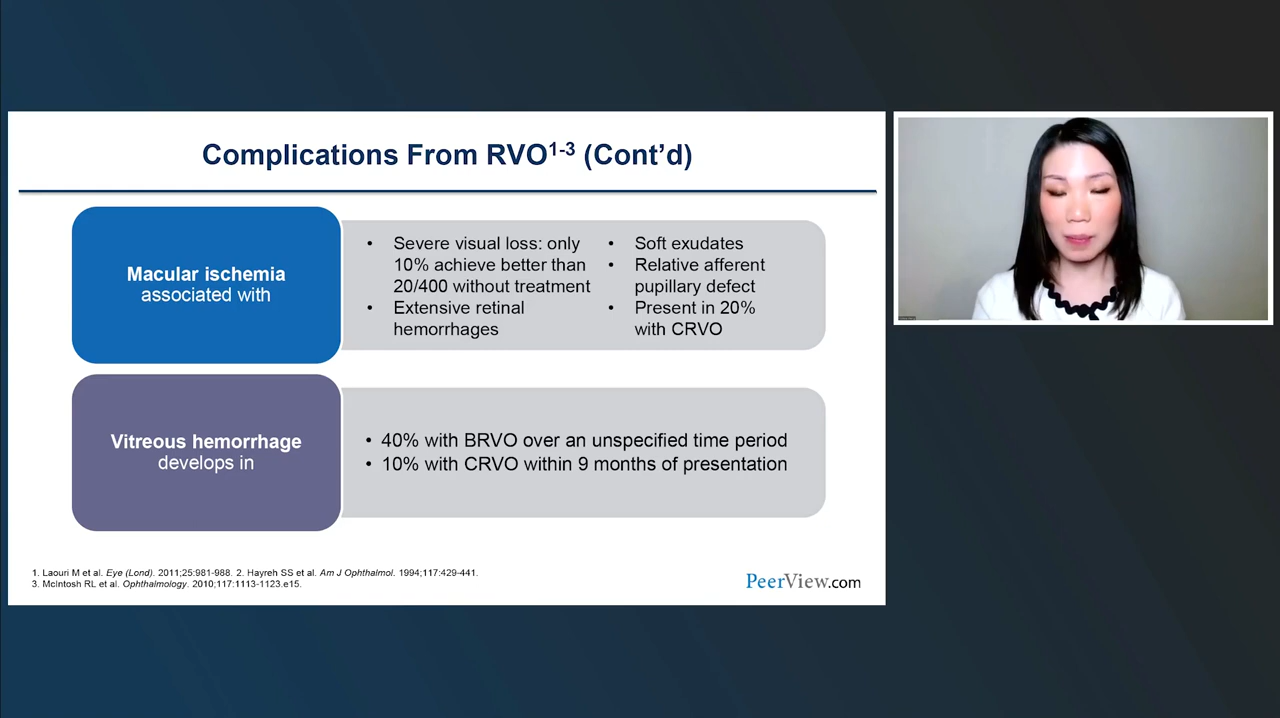 Complications From RVO1-3 (Cont'd)
Macular ischemia
associated with
• Severe visual loss: only
10% achieve better than
20/400 without treatment
• Extensive retinal
hemorrhages
• Soft exudates
• Relative afferent
pupillary defect
• Present in 20%
with CRVO
Vitreous hemorrhage
develops in
• 40% with BRVO over an unspecified time period
• 10% with CRVO within 9 months of presentation
1. Laouri M et al. Eye (Lond). 2011;25:981-988. 2. Hayreh SS et al. Am J Ophthalmol. 1994;117:429-441.
3. McIntosh RL et al. Ophthalmology. 2010;117:1113-1123.e15.
PeerView.com